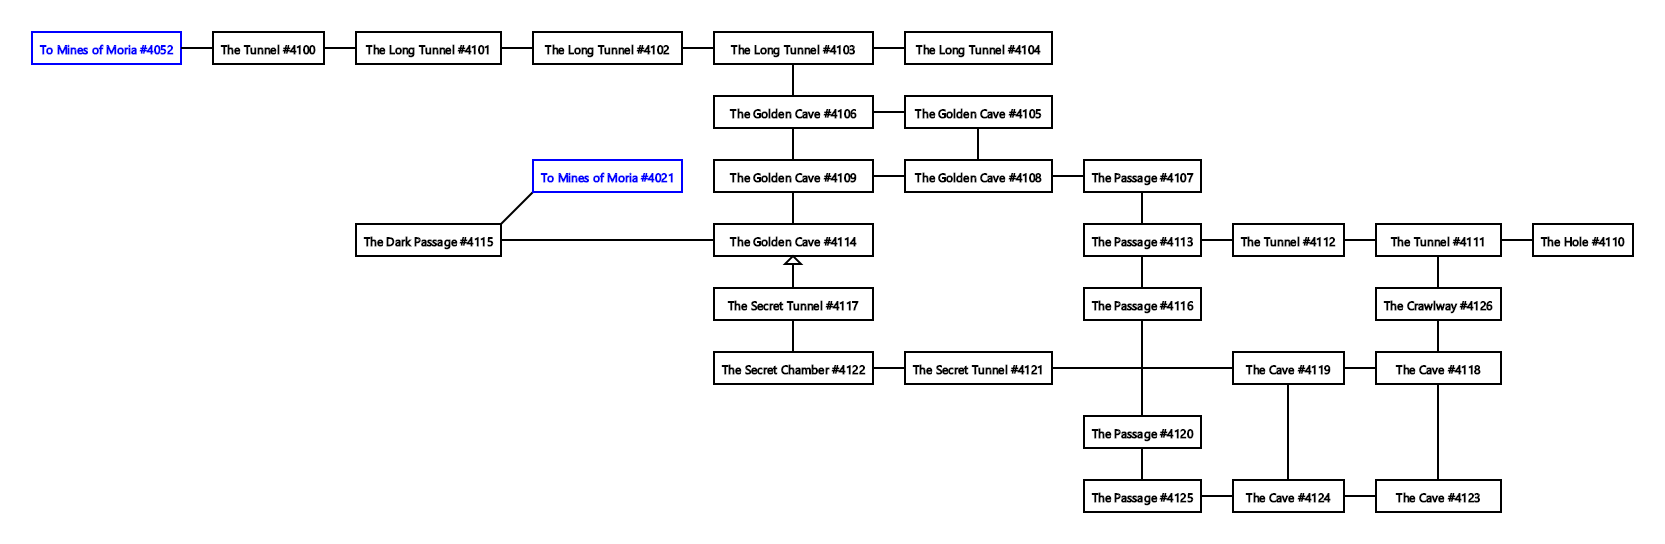 To Mines of Moria #4052
The Tunnel #4100
The Long Tunnel #4101
The Long Tunnel #4102
The Long Tunnel #4103
The Long Tunnel #4104
The Golden Cave #4106
The Golden Cave #4105
To Mines of Moria #4021
The Golden Cave #4109
The Golden Cave #4108
The Passage #4107
The Dark Passage #4115
The Golden Cave #4114
The Passage #4113
The Tunnel #4112
The Tunnel #4111
The Hole #4110
The Secret Tunnel #4117
The Passage #4116
The Crawlway #4126
The Secret Chamber #4122
The Secret Tunnel #4121
The Cave #4119
The Cave #4118
The Passage #4120
The Passage #4125
The Cave #4124
The Cave #4123